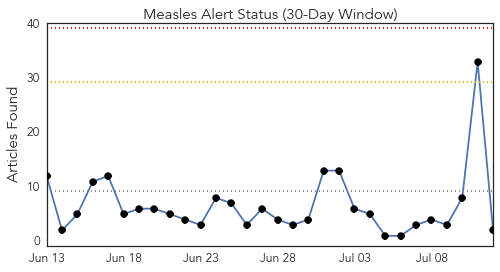 Measles Alert Status (30-Day Window)
40
30
20
10
0
Articles Found
Jun 13 Jun 18 Jun 23 Jun 28 Jul 03 Jul 08